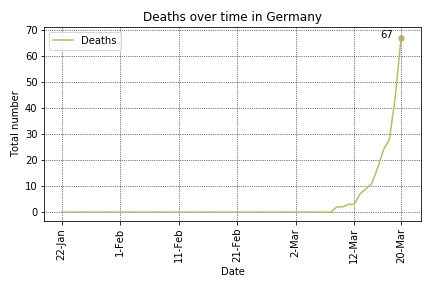 Deaths over time in Germany
Deaths
67
70
60
50
40
30
20
10
0
Total number
22-Jan
1-Feb
11-Feb
21-Feb
2-Mar
12-Mar
20-Mar
Date